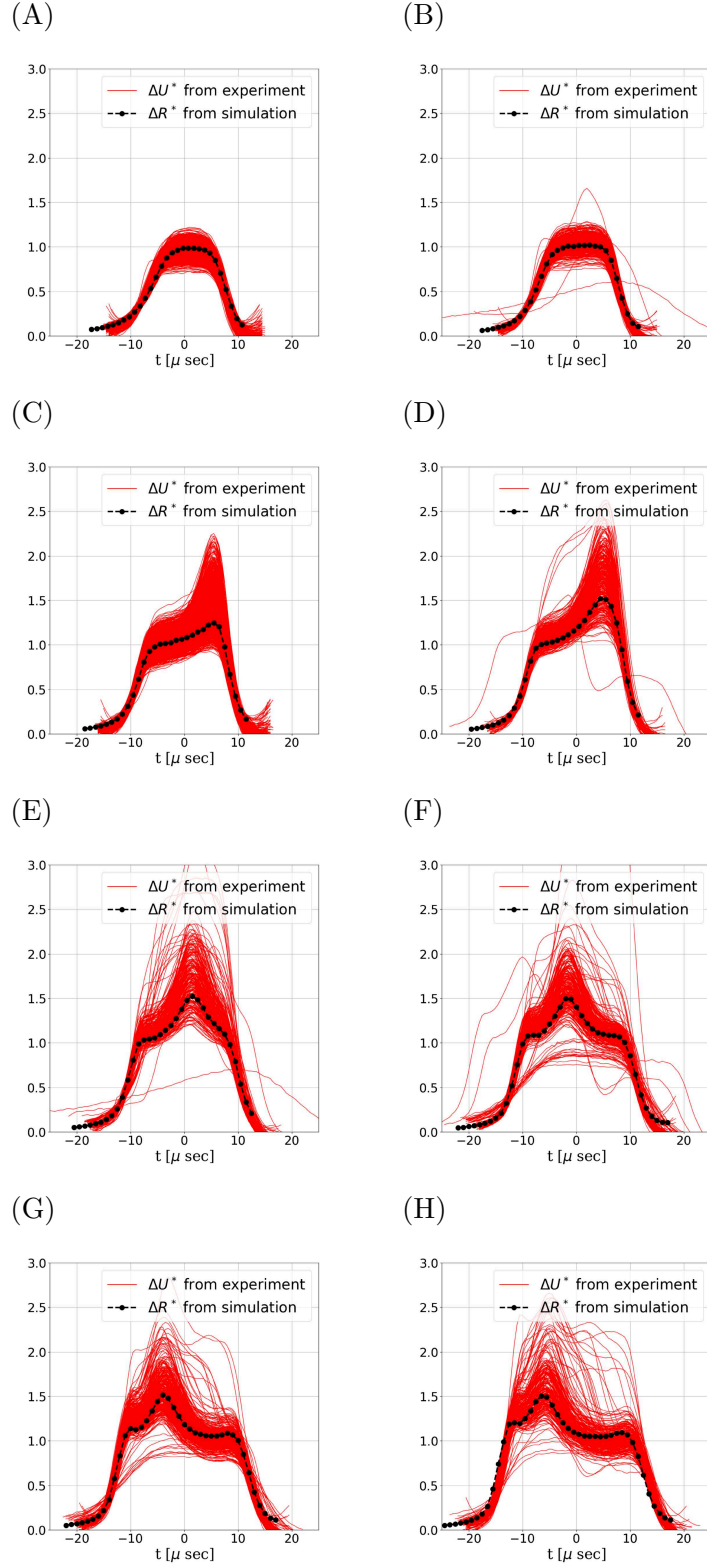 (A) (B)
3.0 3.0
ΔU* from experiment ΔU* from experiment
2.5 2.5
ΔR* from simulation ΔR* from simulation
2.0 2.0
1.5 1.5
1.0 1.0
0.5 0.5
0.0 0.0
−20 −10 0 10 20 −20 −10 0 10 20
t [μ sec] t [μ sec]
(C) (D)
3.0 3.0
ΔU* from experiment ΔU* from experiment
2.5 2.5
ΔR* from simulation ΔR* from simulation
2.0 2.0
1.5 1.5
1.0 1.0
0.5 0.5
0.0 0.0
−20 −10 0 10 20 −20 −10 0 10 20
t [μ sec] t [μ sec]
(E) (F)
3.0 3.0
ΔU* from experiment ΔU* from experiment
2.5 2.5
ΔR* from simulation ΔR* from simulation
2.0 2.0
1.5 1.5
1.0 1.0
0.5 0.5
0.0 0.0
−20 −10 0 10 20 −20 −10 0 10 20
t [μ sec] t [μ sec]
(G) (H)
3.0 3.0
ΔU* from experiment ΔU* from experiment
2.5 2.5
ΔR* from simulation ΔR* from simulation
2.0 2.0
1.5 1.5
1.0 1.0
0.5 0.5
0.0 0.0
−20 −10 0 10 20 −20 −10 0 10 20
t [μ sec] t [μ sec]